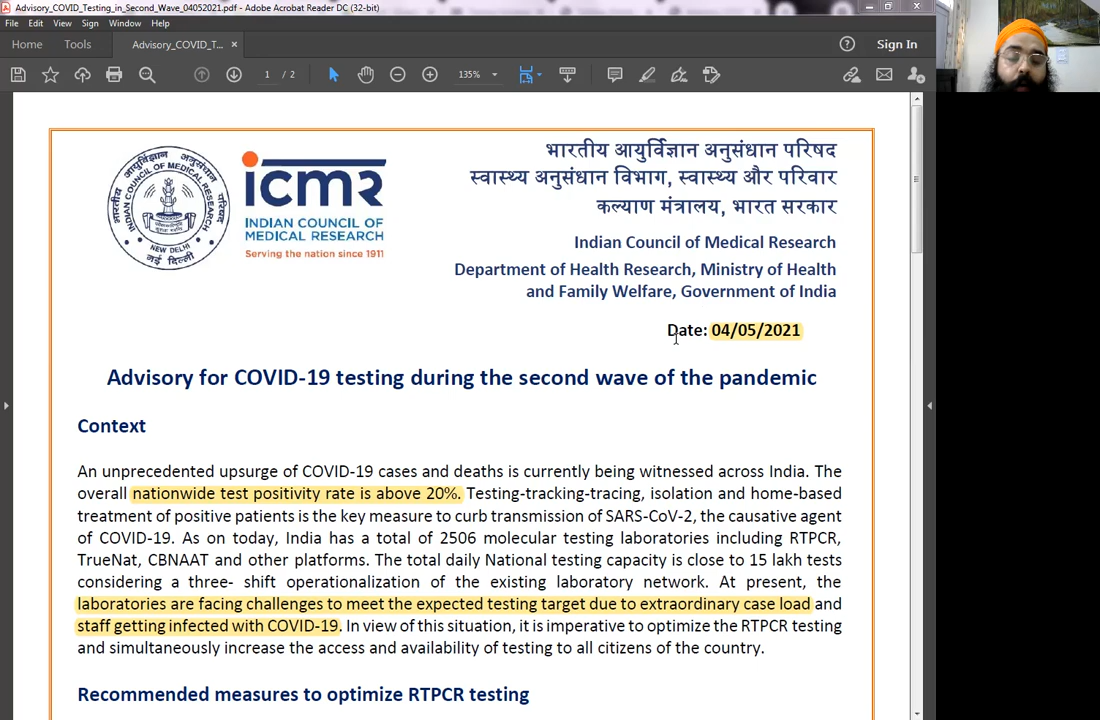 Advisory_COVID_Testing_in_Second_Wave_04052021.pdf - Adobe Acrobat Reader DC (32-bit)
File Edit View Sign Window Help
Home Tools Advisory_COVID_T... × Sign In
1 / 2 135%
भारतीय आयुर्विज्ञान अनुसंधान परिषद
स्वास्थ्य अनुसंधान विभाग, स्वास्थ्य और परिवार
कल्याण मंत्रालय, भारत सरकार
INDIAN COUNCIL OF MEDICAL RESEARCH
NEW DELHI
नई दिल्ली
icmr
INDIAN COUNCIL OF
MEDICAL RESEARCH
Serving the nation since 1911
Indian Council of Medical Research
Department of Health Research, Ministry of Health
and Family Welfare, Government of India
Date: 04/05/2021
Advisory for COVID-19 testing during the second wave of the pandemic
Context
An unprecedented upsurge of COVID-19 cases and deaths is currently being witnessed across India. The
overall nationwide test positivity rate is above 20%. Testing-tracking-tracing, isolation and home-based
treatment of positive patients is the key measure to curb transmission of SARS-CoV-2, the causative agent
of COVID-19. As on today, India has a total of 2506 molecular testing laboratories including RTPCR,
TrueNat, CBNAAT and other platforms. The total daily National testing capacity is close to 15 lakh tests
considering a three- shift operationalization of the existing laboratory network. At present, the
laboratories are facing challenges to meet the expected testing target due to extraordinary case load and
staff getting infected with COVID-19. In view of this situation, it is imperative to optimize the RTPCR testing
and simultaneously increase the access and availability of testing to all citizens of the country.
Recommended measures to optimize RTPCR testing